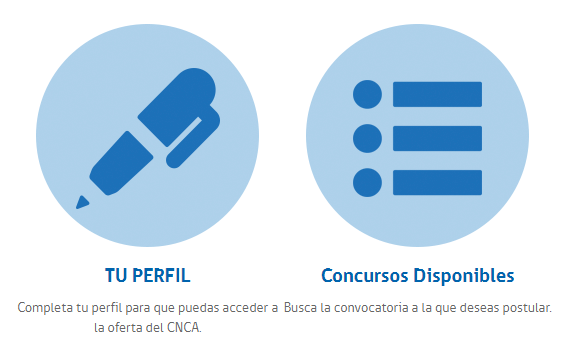 TU PERFIL
Completa tu perfil para que puedas acceder a
la oferta del CNCA.
Concursos Disponibles
Busca la convocatoria a la que deseas postular.